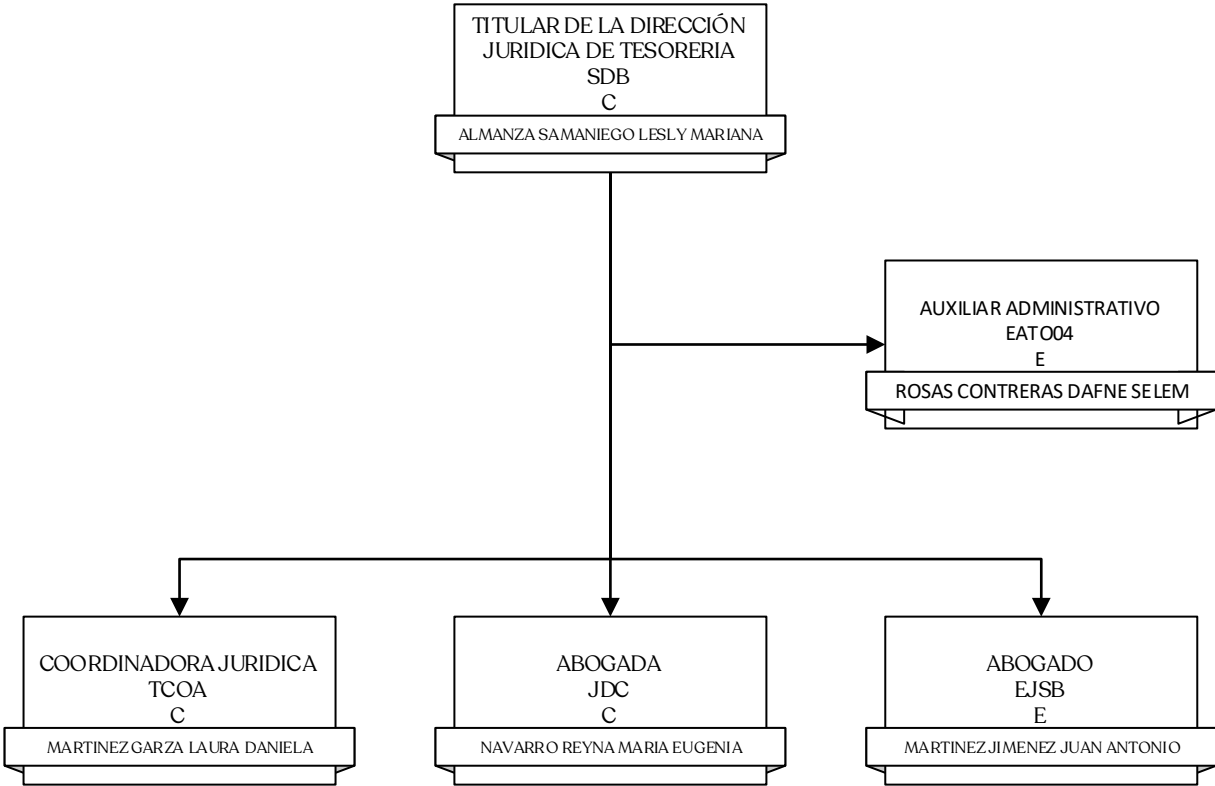 TITULAR DE LA DIRECCIÓN
JURIDICA DE TESORERIA
SDB
C
ALMANZA SAMANIEGO LESLY MARIANA
AUXILIAR ADMINISTRATIVO
EATO04
E
ROSAS CONTRERAS DAFNE SELEM
COORDINADORA JURIDICA
TCOA
C
MARTINEZ GARZA LAURA DANIELA
ABOGADA
JDC
C
NAVARRO REYNA MARIA EUGENIA
ABOGADO
EJSB
E
MARTINEZ JIMENEZ JUAN ANTONIO